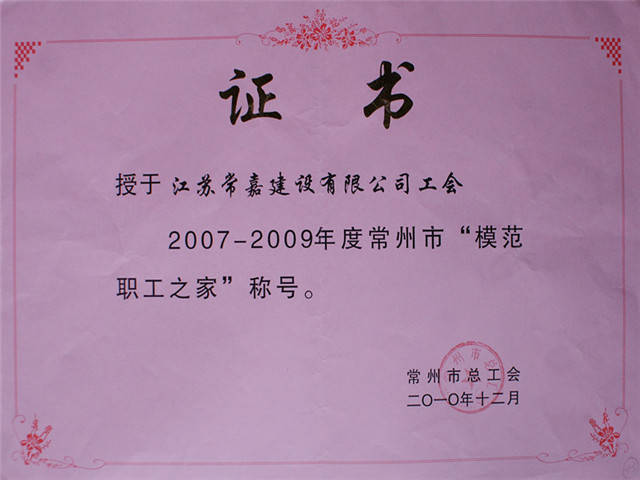 证 书
授于 江苏常嘉建设有限公司工会
2007-2009年度常州市“模范
职工之家”称号。
常州市总工会
二〇一〇年十二月